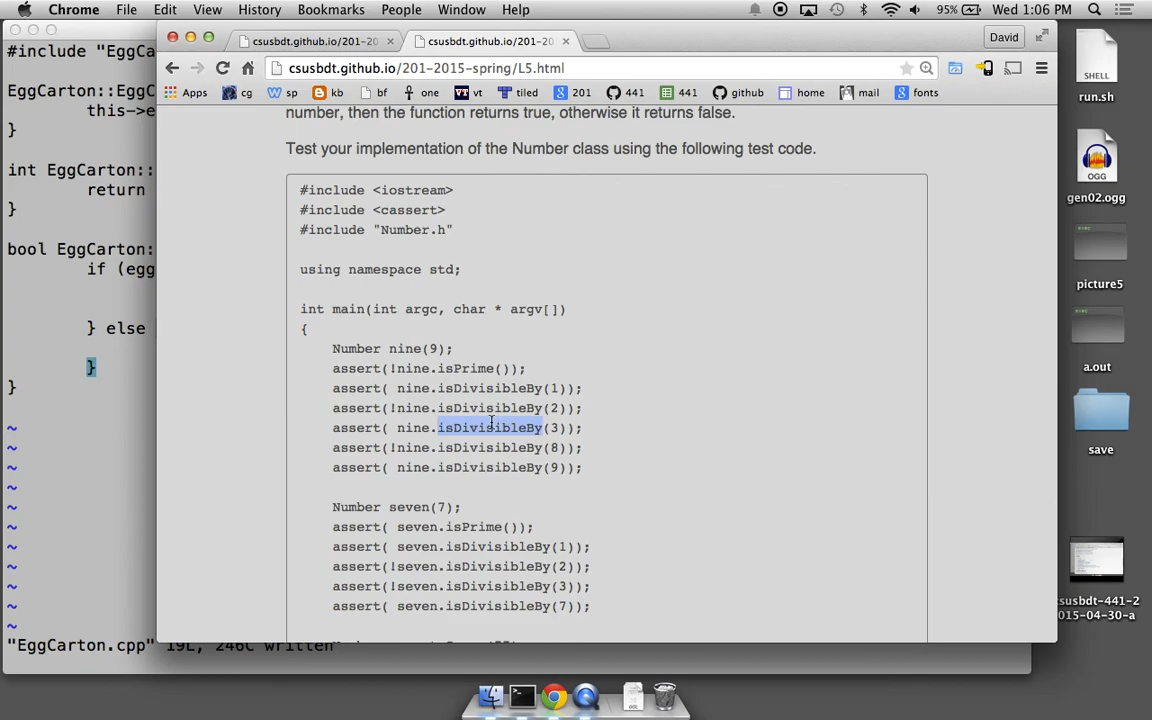 Chrome File Edit View History Bookmarks People Window Help 95% Wed 1:06 PM
csusbdt.github.io/201-20 csusbdt.github.io/201-20 David
csusbdt.github.io/201-2015-spring/L5.html
Apps cg sp kb bf one vt tiled 201 441 441 github home mail fonts
#include "EggCa
EggCarton::EggC
this->e
}
int EggCarton::
return
}
bool EggCarton::
if (egg
} else
}
}
~
~
~
~
~
~
~
~
~
~
~
"EggCarton.cpp" 19L, 246C written
number, then the function returns true, otherwise it returns false.
Test your implementation of the Number class using the following test code.
#include <iostream>
#include <cassert>
#include "Number.h"
using namespace std;
int main(int argc, char * argv[])
{
Number nine(9);
assert(!nine.isPrime());
assert( nine.isDivisibleBy(1));
assert(!nine.isDivisibleBy(2));
assert( nine.isDivisibleBy(3));
assert(!nine.isDivisibleBy(8));
assert( nine.isDivisibleBy(9));
Number seven(7);
assert( seven.isPrime());
assert( seven.isDivisibleBy(1));
assert(!seven.isDivisibleBy(2));
assert(!seven.isDivisibleBy(3));
assert( seven.isDivisibleBy(7));
SHELL
run.sh
OGG
gen02.ogg
picture5
a.out
save
csusbdt-441-2
015-04-30-a